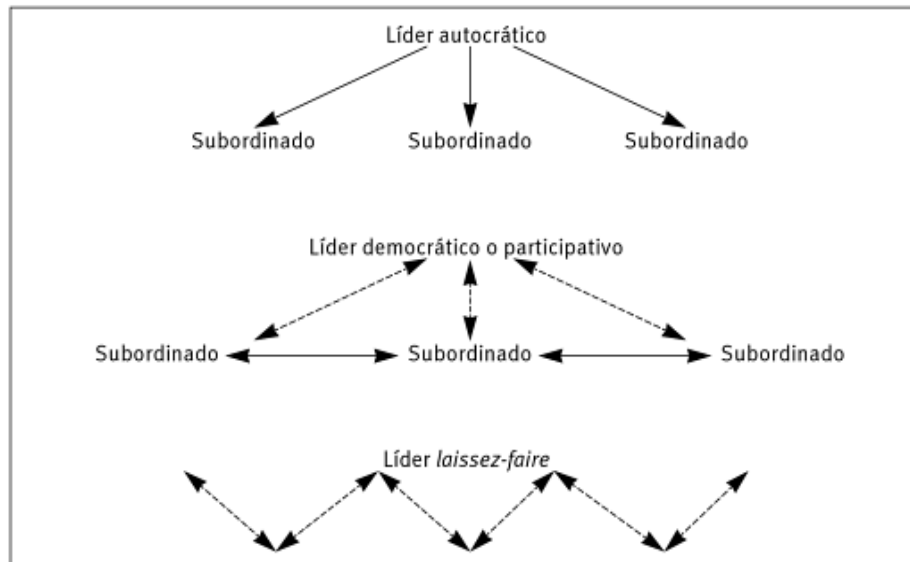 Líder autocrático
Subordinado Subordinado Subordinado
Líder democrático o participativo
Subordinado Subordinado Subordinado
Líder laissez-faire